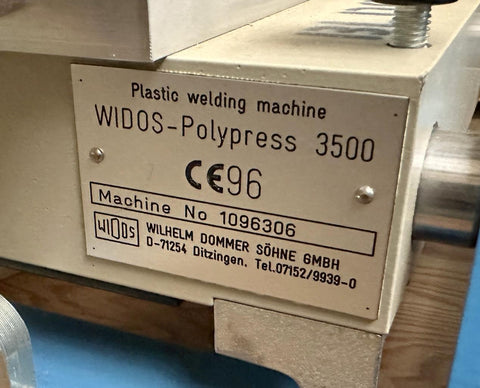 Plastic welding machine
WIDOS-Polypress 3500
CE96
Machine No 1096306
WIDOS WILHELM DOMMER SÖHNE GMBH
D-71254 Ditzingen. Tel.07152/9939-0